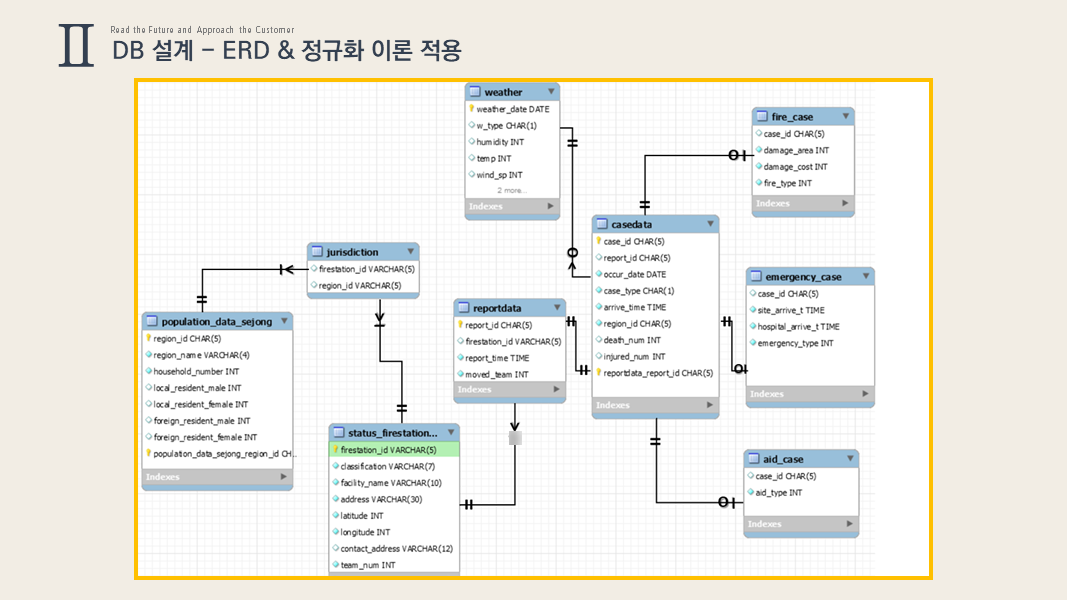 Ⅱ
Read the Future and Approach the Customer
DB 설계 – ERD & 정규화 이론 적용
weather
weather_date DATE
w_type CHAR(1)
humidity INT
temp INT
wind_sp INT
2 more...
Indexes
fire_case
case_id CHAR(5)
damage_area INT
damage_cost INT
fire_type INT
Indexes
casedata
case_id CHAR(5)
report_id CHAR(5)
occur_date DATE
case_type CHAR(1)
arrive_time TIME
region_id CHAR(5)
death_num INT
injured_num INT
reportdata_report_id CHAR(5)
Indexes
jurisdiction
firestation_id VARCHAR(5)
region_id VARCHAR(5)
emergency_case
case_id CHAR(5)
site_arrive_t TIME
hospital_arrive_t TIME
emergency_type INT
Indexes
reportdata
report_id CHAR(5)
firestation_id VARCHAR(5)
report_time TIME
moved_team INT
Indexes
population_data_sejong
region_id CHAR(5)
region_name VARCHAR(4)
household_number INT
local_resident_male INT
local_resident_female INT
foreign_resident_male INT
foreign_resident_female INT
population_data_sejong_region_id CH...
Indexes
status_firestation...
firestation_id VARCHAR(5)
classification VARCHAR(7)
facility_name VARCHAR(10)
address VARCHAR(30)
latitude INT
longitude INT
contact_address VARCHAR(12)
team_num INT
aid_case
case_id CHAR(5)
aid_type INT
Indexes